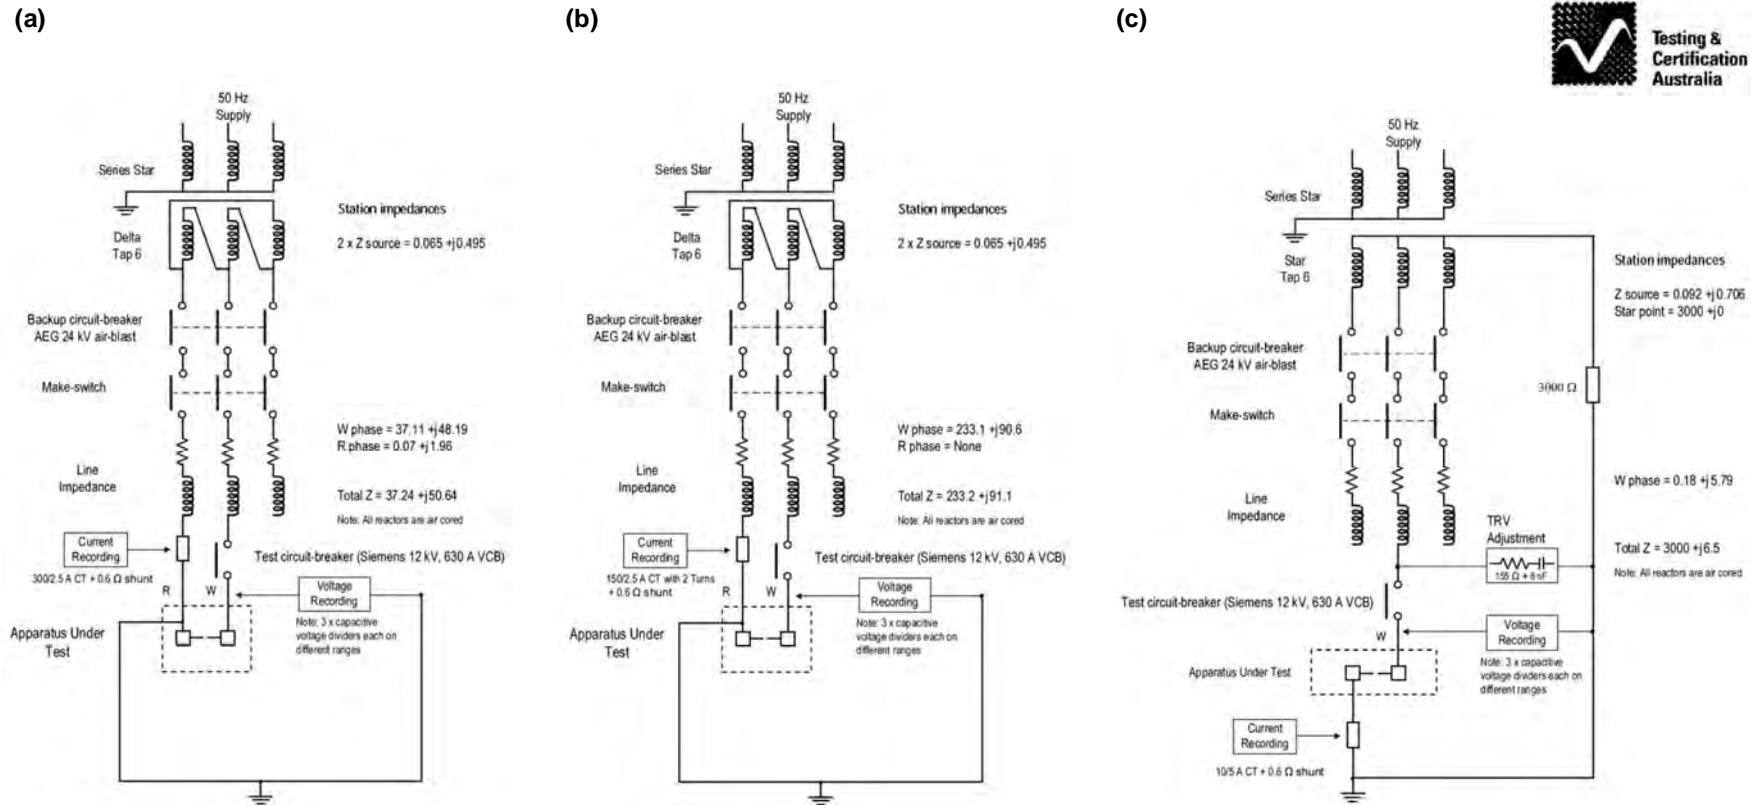 (a)
50 Hz
Supply
Series Star
Delta
Tap 6
Station impedances
2 x Z source = 0.065 +j0.495
Backup circuit-breaker
AEG 24 kV air-blast
Make-switch
W phase = 37.11 +j48.19
R phase = 0.07 +j1.96
Line
Impedance
Total Z = 37.24 +j50.64
Note: All reactors are air cored
Current
Recording
300/2.5 A CT + 0.6 Ω shunt
Test circuit-breaker (Siemens 12 kV, 630 A VCB)
R
W
Voltage
Recording
Note: 3 x capacitive
voltage dividers each on
different ranges
Apparatus Under
Test
(b)
50 Hz
Supply
Series Star
Delta
Tap 6
Station impedances
2 x Z source = 0.065 +j0.495
Backup circuit-breaker
AEG 24 kV air-blast
Make-switch
W phase = 233.1 +j90.6
R phase = None
Line
Impedance
Total Z = 233.2 +j91.1
Note: All reactors are air cored
Current
Recording
150/2.5 A CT with 2 Turns
+ 0.6 Ω shunt
Test circuit-breaker (Siemens 12 kV, 630 A VCB)
R
W
Voltage
Recording
Note: 3 x capacitive
voltage dividers each on
different ranges
Apparatus Under
Test
(c)
Testing &
Certification
Australia
50 Hz
Supply
Series Star
Star
Tap 6
Station impedances
Z source = 0.092 +j0.706
Star point = 3000 +j0
Backup circuit-breaker
AEG 24 kV air-blast
3000 Ω
Make-switch
W phase = 0.18 +j5.79
Line
Impedance
TRV
Adjustment
155 Ω + 8 nF
Total Z = 3000 +j6.5
Note: All reactors are air cored
Test circuit-breaker (Siemens 12 kV, 630 A VCB)
W
Voltage
Recording
Note: 3 x capacitive
voltage dividers each on
different ranges
Apparatus Under Test
Current
Recording
10/5 A CT + 0.6 Ω shunt